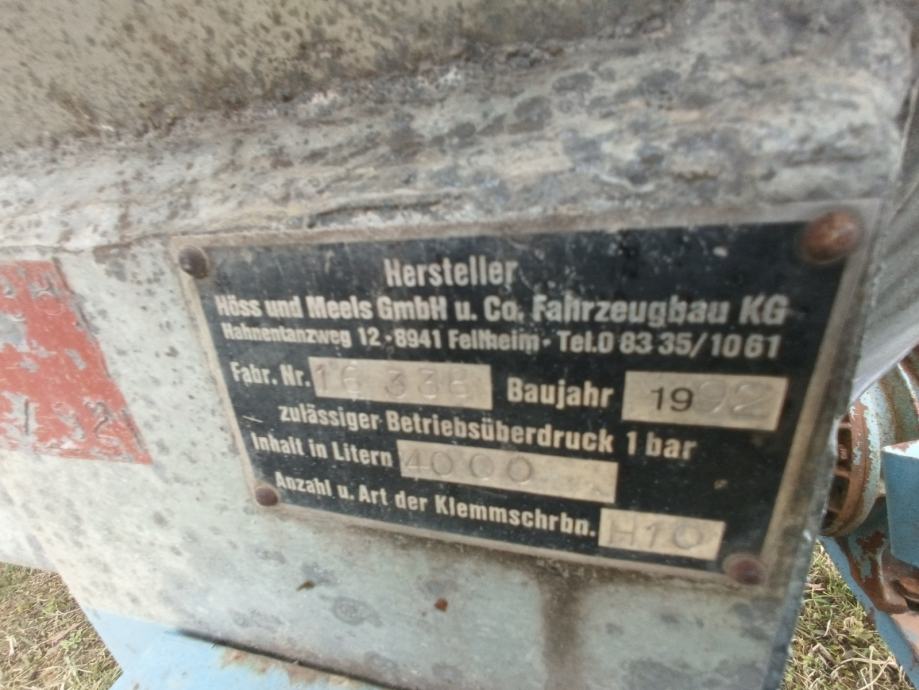 Hersteller
Höss und Meels GmbH u. Co. Fahrzeugbau KG
Hahnentanzweg 12 · 8941 Fellheim · Tel. 0 83 35/10 61
Fabr. Nr. 16 336 Baujahr 1992
zulässiger Betriebsüberdruck 1 bar
Inhalt in Litern 4000
Anzahl u. Art der Klemmschrbn. H10